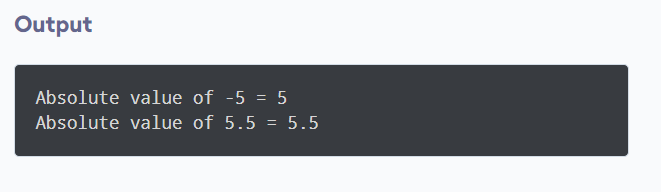 Output
Absolute value of -5 = 5
Absolute value of 5.5 = 5.5